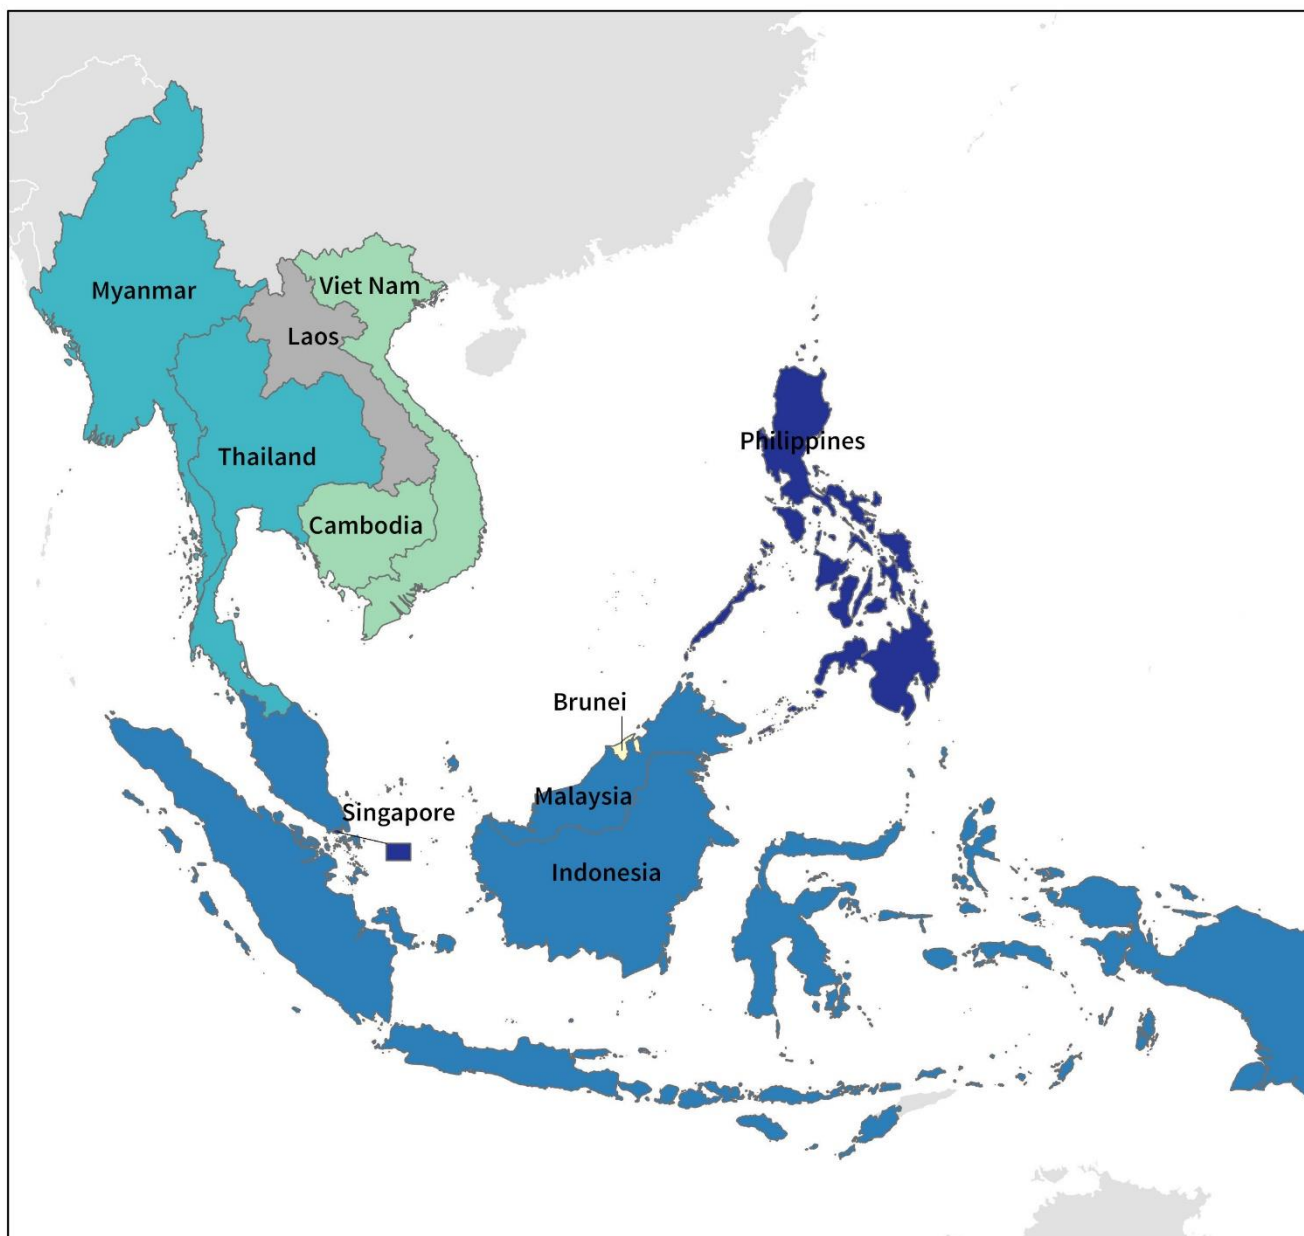 Viet Nam
Myanmar
Laos
Philippines
Thailand
Cambodia
Brunei
Malaysia
Singapore
Indonesia